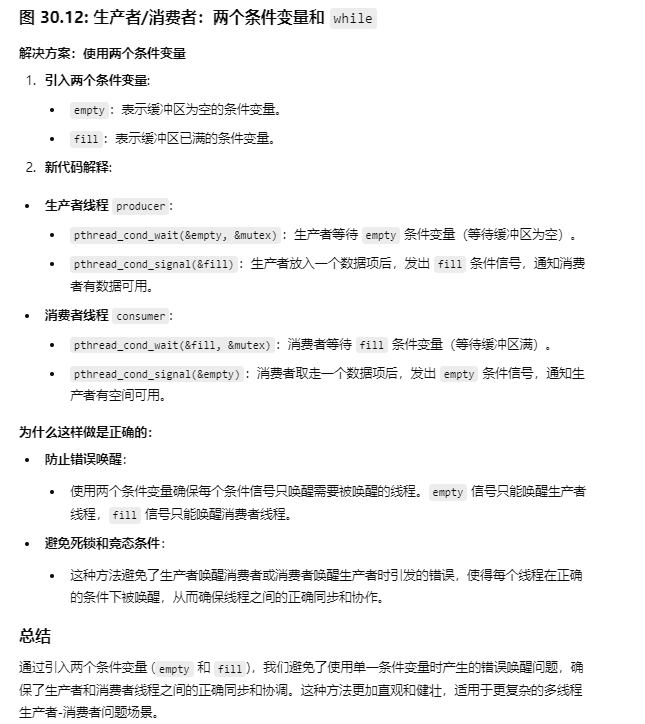 图 30.12: 生产者/消费者：两个条件变量和 while
解决方案：使用两个条件变量
1. 引入两个条件变量:
• empty：表示缓冲区为空的条件变量。
• fill：表示缓冲区已满的条件变量。
2. 新代码解释:
• 生产者线程 producer：
• pthread_cond_wait(&empty, &mutex)：生产者等待 empty 条件变量（等待缓冲区为空）。
• pthread_cond_signal(&fill)：生产者放入一个数据项后，发出 fill 条件信号，通知消费
者有数据可用。
• 消费者线程 consumer：
• pthread_cond_wait(&fill, &mutex)：消费者等待 fill 条件变量（等待缓冲区满）。
• pthread_cond_signal(&empty)：消费者取走一个数据项后，发出 empty 条件信号，通知生
产者有空间可用。
为什么这样做是正确的：
• 防止错误唤醒：
• 使用两个条件变量确保每个条件信号只唤醒需要被唤醒的线程。empty 信号只能唤醒生产者
线程，fill 信号只能唤醒消费者线程。
• 避免死锁和竞态条件：
• 这种方法避免了生产者唤醒消费者或消费者唤醒生产者时引发的错误，使得每个线程在正确
的条件下被唤醒，从而确保线程之间的正确同步和协作。
总结
通过引入两个条件变量 (empty 和 fill)，我们避免了使用单一条件变量时产生的错误唤醒问题，确
保了生产者和消费者线程之间的正确同步和协调。这种方法更加直观和健壮，适用于更复杂的多线程
生产者-消费者问题场景。